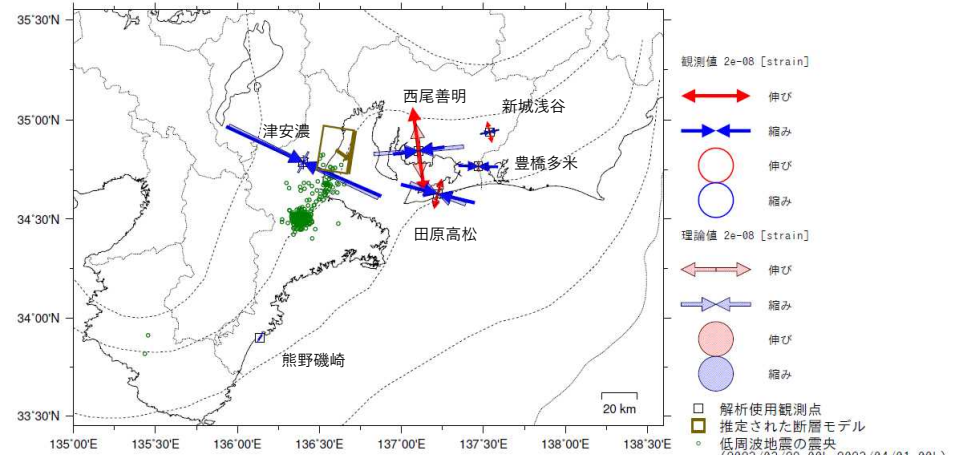 35°30'N
35°00'N
34°30'N
34°00'N
33°30'N
135°00'E
135°30'E
136°00'E
136°30'E
137°00'E
137°30'E
138°00'E
138°30'E
津安濃
西尾善明
新城浅谷
豊橋多米
田原高松
熊野磯崎
20 km
観測値 2e-08 [strain]
伸び
縮み
伸び
縮み
理論値 2e-08 [strain]
伸び
縮み
伸び
縮み
解析使用観測点
推定された断層モデル
低周波地震の震央